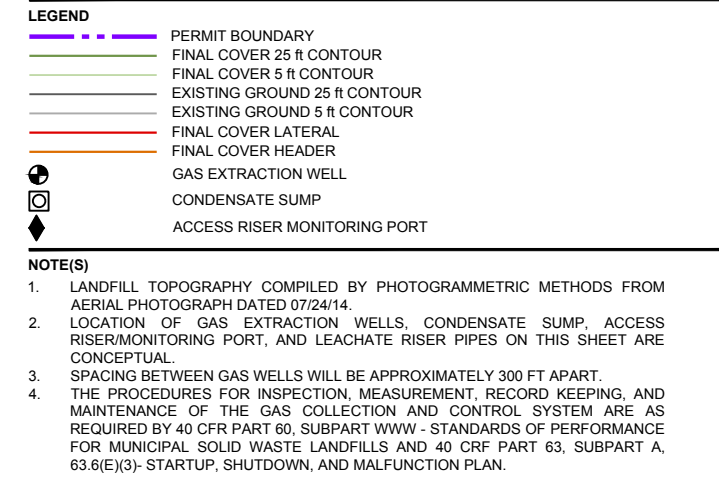 LEGEND
PERMIT BOUNDARY
FINAL COVER 25 ft CONTOUR
FINAL COVER 5 ft CONTOUR
EXISTING GROUND 25 ft CONTOUR
EXISTING GROUND 5 ft CONTOUR
FINAL COVER LATERAL
FINAL COVER HEADER
GAS EXTRACTION WELL
CONDENSATE SUMP
ACCESS RISER MONITORING PORT
NOTE(S)
1. LANDFILL TOPOGRAPHY COMPILED BY PHOTOGRAMMETRIC METHODS FROM
AERIAL PHOTOGRAPH DATED 07/24/14.
2. LOCATION OF GAS EXTRACTION WELLS, CONDENSATE SUMP, ACCESS
RISER/MONITORING PORT, AND LEACHATE RISER PIPES ON THIS SHEET ARE
CONCEPTUAL.
3. SPACING BETWEEN GAS WELLS WILL BE APPROXIMATELY 300 FT APART.
4. THE PROCEDURES FOR INSPECTION, MEASUREMENT, RECORD KEEPING, AND
MAINTENANCE OF THE GAS COLLECTION AND CONTROL SYSTEM ARE AS
REQUIRED BY 40 CFR PART 60, SUBPART WWW - STANDARDS OF PERFORMANCE
FOR MUNICIPAL SOLID WASTE LANDFILLS AND 40 CRF PART 63, SUBPART A,
63.6(E)(3)- STARTUP, SHUTDOWN, AND MALFUNCTION PLAN.